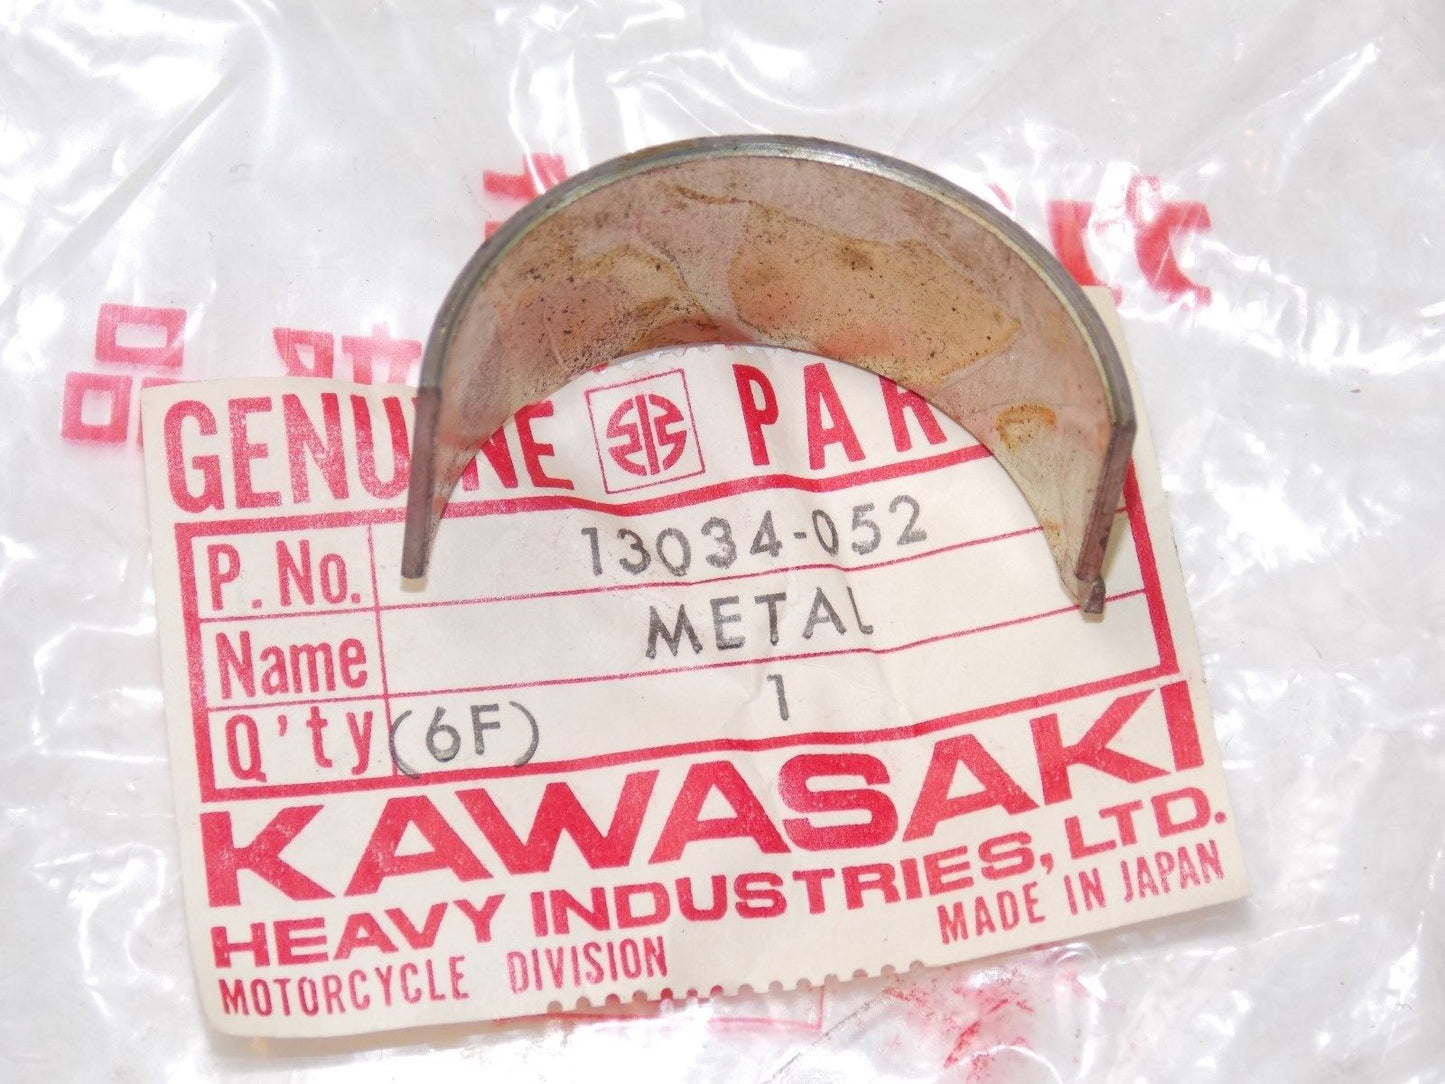 GENUINE PAR
P. No. 13034-052
Name METAL
Q'ty (6F) 1
KAWASAKI
HEAVY INDUSTRIES, LTD.
MOTORCYCLE DIVISION MADE IN JAPAN